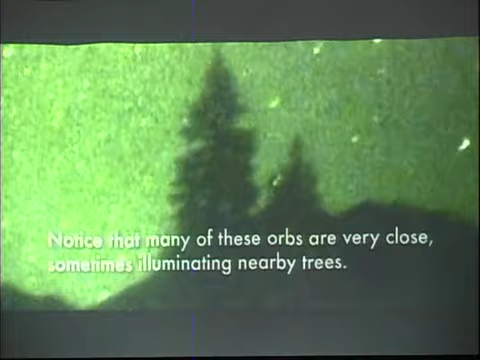 Notice that many of these orbs are very close,
sometimes illuminating nearby trees.